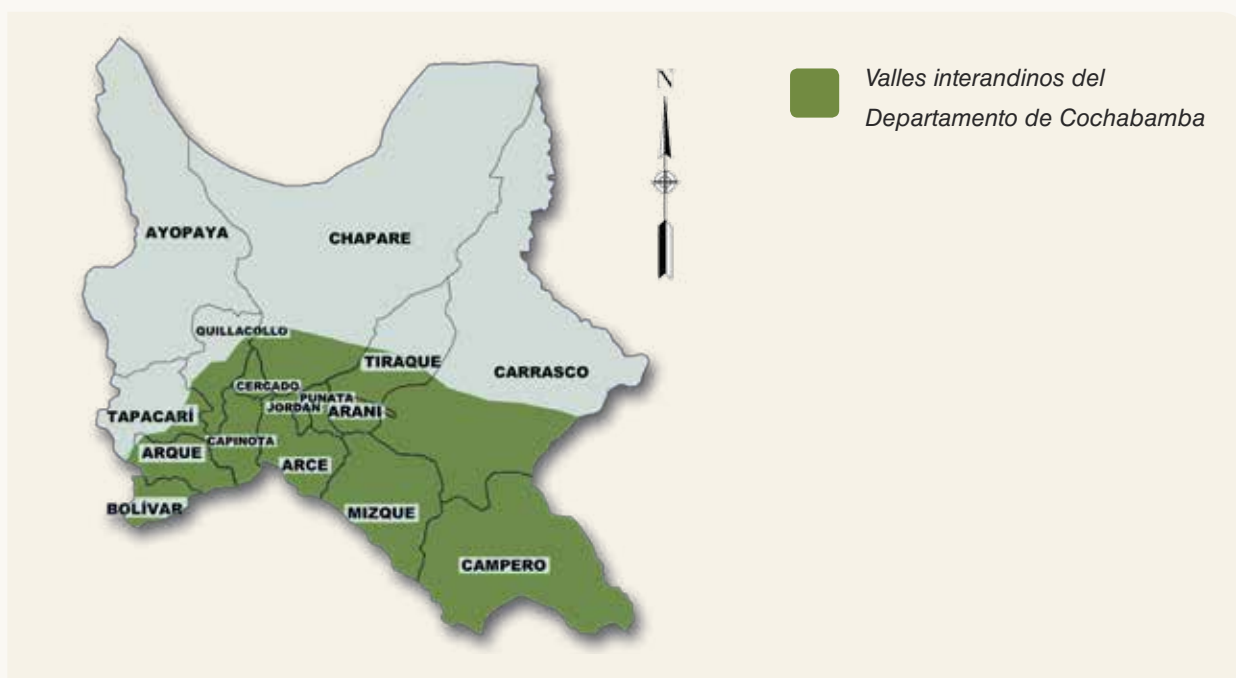 N
Valles interandinos del
Departamento de Cochabamba
AYOPAYA
CHAPARE
QUILLACOLLO
TIRAQUE
CARRASCO
CERCADO
PUNATA
JORDÁN
ARANI
TAPACARÍ
CAPINOTA
ARQUE
ARCE
BOLÍVAR
MIZQUE
CAMPERO